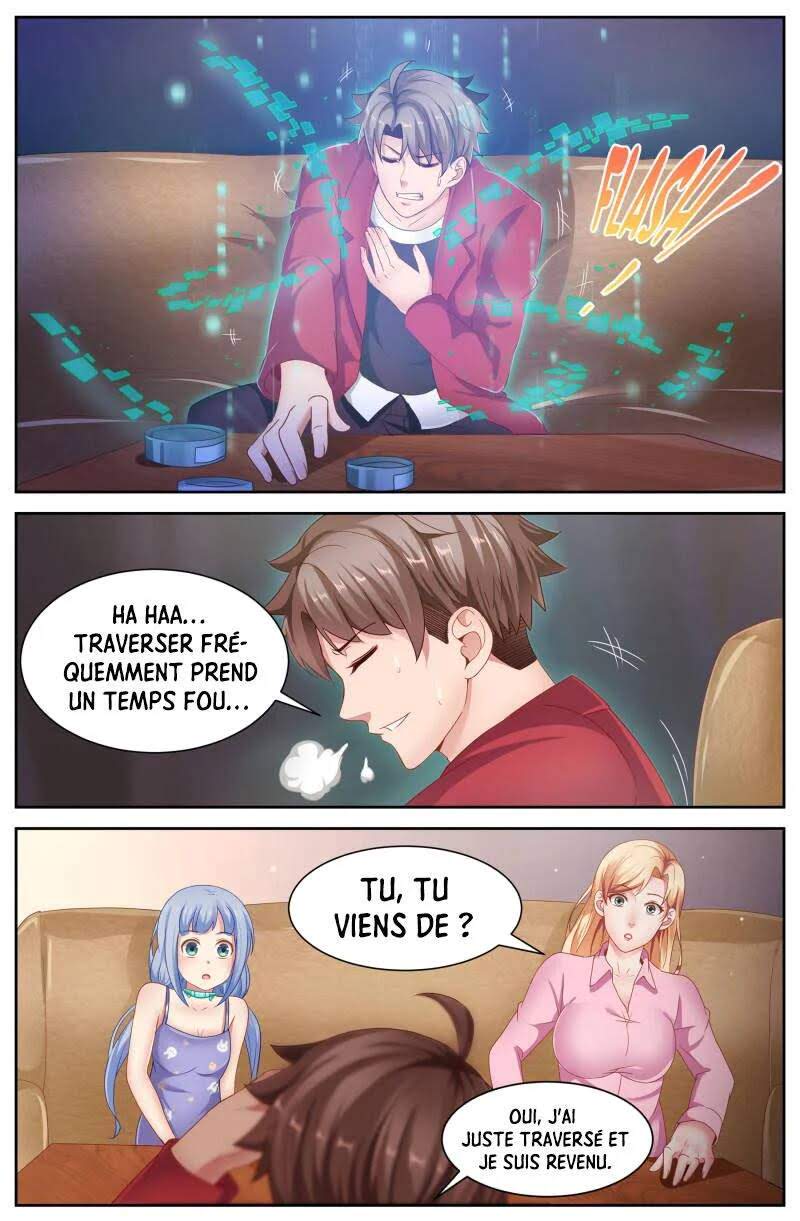 FLASH!
HA HAA...
TRAVERSER FRÉ-
QUEMMENT PREND
UN TEMPS FOU...
TU, TU
VIENS DE ?
OUI, J'AI
JUSTE TRAVERSÉ ET
JE SUIS REVENU.